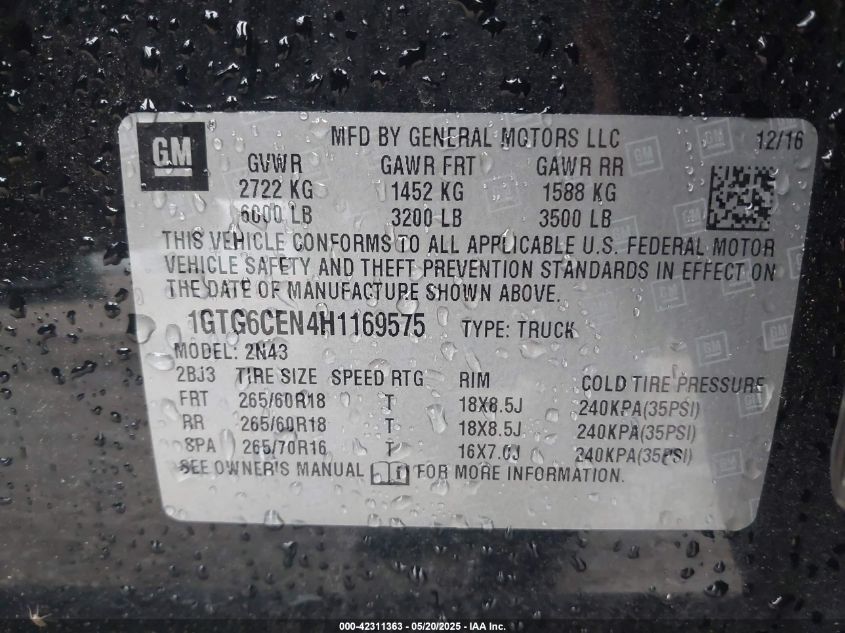 GM
MFD BY GENERAL MOTORS LLC 12/16
GVWR GAWR FRT GAWR RR
2722 KG 1452 KG 1588 KG
6000 LB 3200 LB 3500 LB
THIS VEHICLE CONFORMS TO ALL APPLICABLE U.S. FEDERAL MOTOR
VEHICLE SAFETY AND THEFT PREVENTION STANDARDS IN EFFECT ON
THE DATE OF MANUFACTURE SHOWN ABOVE.
1GTG6CEN4H1169575 TYPE: TRUCK
MODEL: 2N43
2BJ3 TIRE SIZE SPEED RTG RIM COLD TIRE PRESSURE
FRT 265/60R18 T 18X8.5J 240KPA(35PSI)
RR 265/60R18 T 18X8.5J 240KPA(35PSI)
SPA 265/70R16 T 16X7.0J 240KPA(35PSI)
SEE OWNER'S MANUAL FOR MORE INFORMATION.
000-42311363 - 05/20/2025 - IAA Inc.